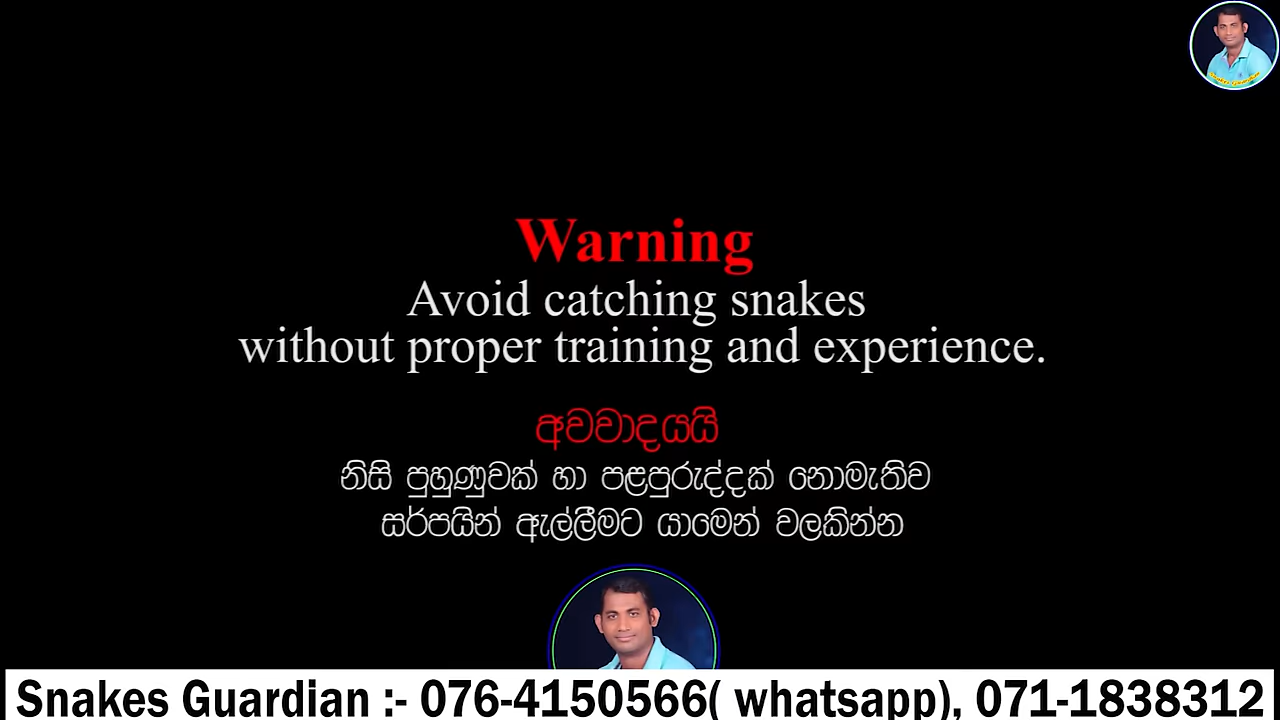 Warning
Avoid catching snakes
without proper training and experience.
අවවාදයයි
නිසි පුහුණුවක් හා පළපුරුද්දක් නොමැතිව
සර්පයින් ඇල්ලීමට යාමෙන් වලකින්න
Snakes Guardian :- 076-4150566( whatsapp), 071-1838312